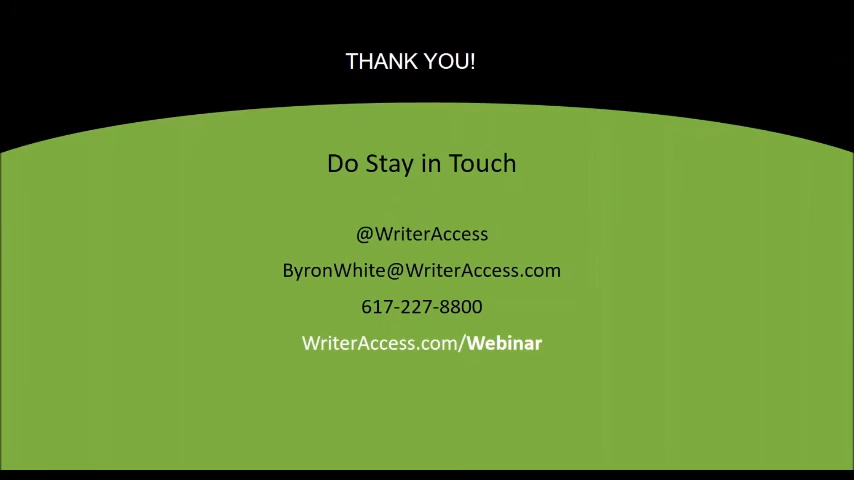 THANK YOU!
Do Stay in Touch
@WriterAccess
ByronWhite@WriterAccess.com
617-227-8800
WriterAccess.com/Webinar